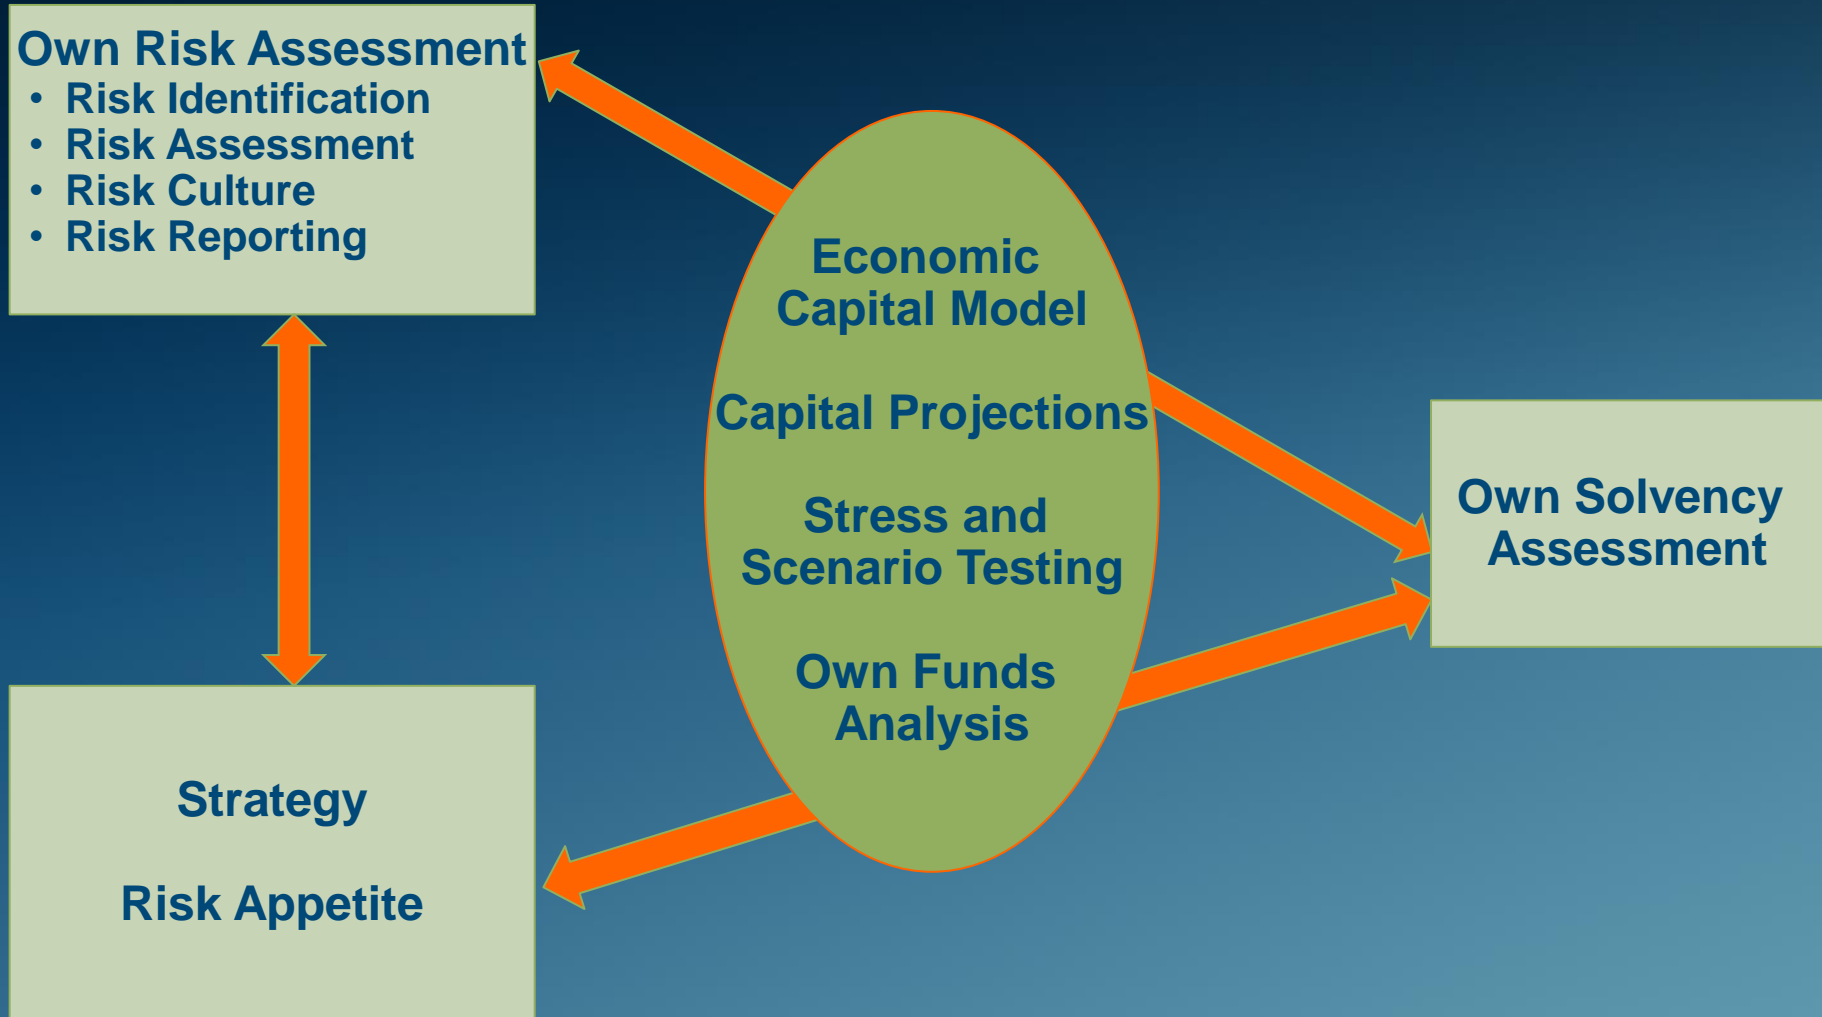 Own Risk Assessment
• Risk Identification
• Risk Assessment
• Risk Culture
• Risk Reporting
Economic
Capital Model
Capital Projections
Stress and
Scenario Testing
Own Funds
Analysis
Own Solvency
Assessment
Strategy
Risk Appetite